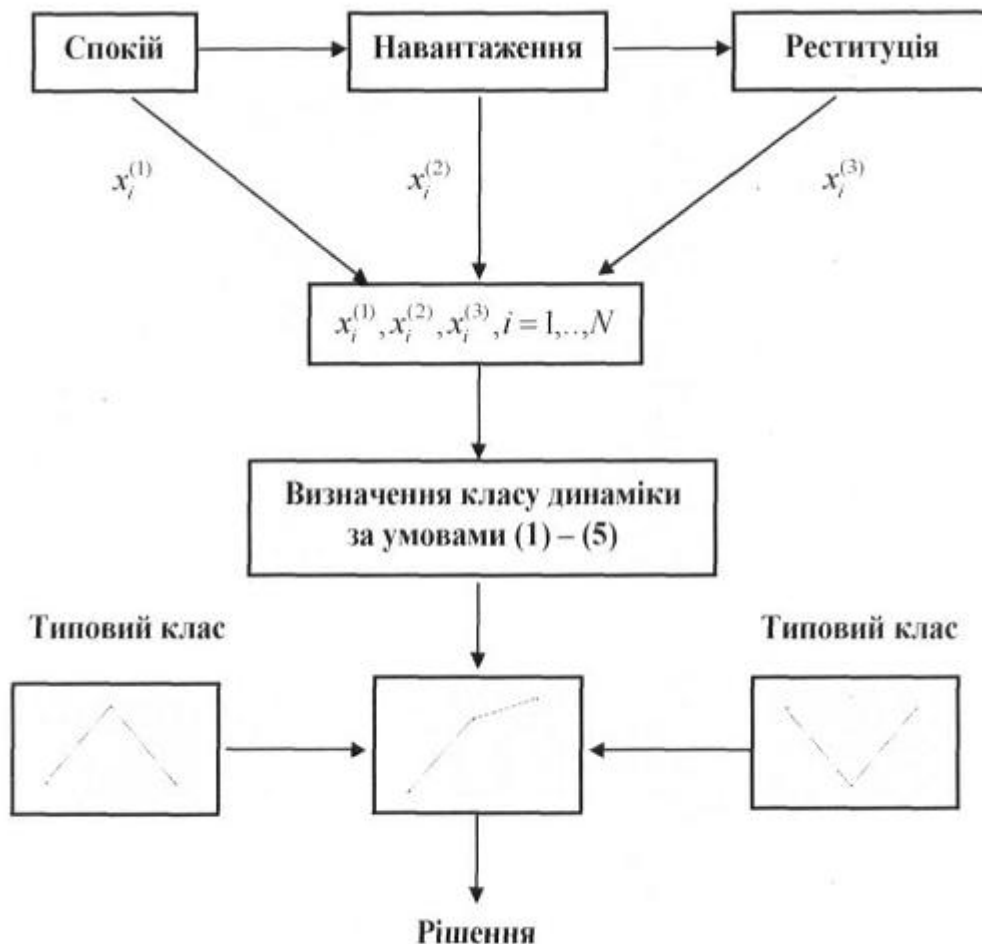 Спокій
Навантаження
Реституція
x_i^{(1)}
x_i^{(2)}
x_i^{(3)}
x_i^{(1)}, x_i^{(2)}, x_i^{(3)}, i = 1,..,N
Визначення класу динаміки
за умовами (1) – (5)
Типовий клас
Типовий клас
Рішення